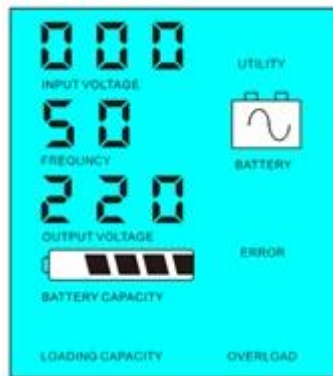 000
INPUT VOLTAGE
UTILITY
50
FREQUNCY
BATTERY
220
OUTPUT VOLTAGE
ERROR
BATTERY CAPACITY
LOADING CAPACITY
OVERLOAD